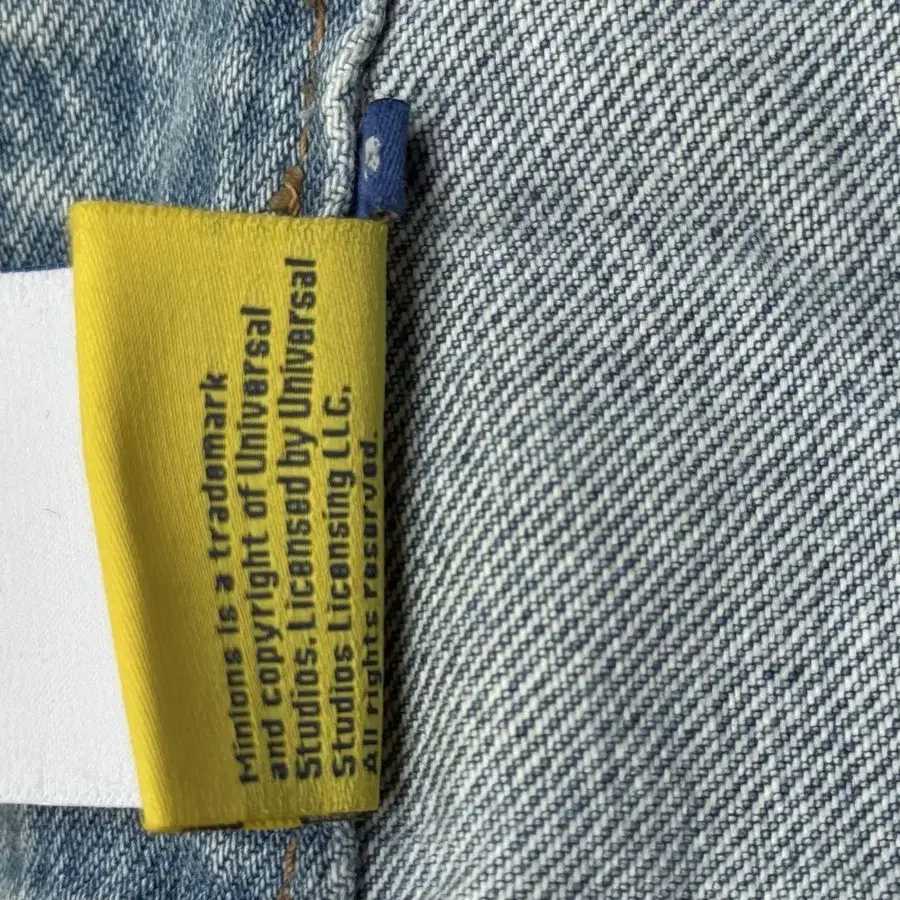 Minions is a trademark
and copyright of Universal
Studios. Licensed by Universal
Studios Licensing LLC.
All rights reserved.